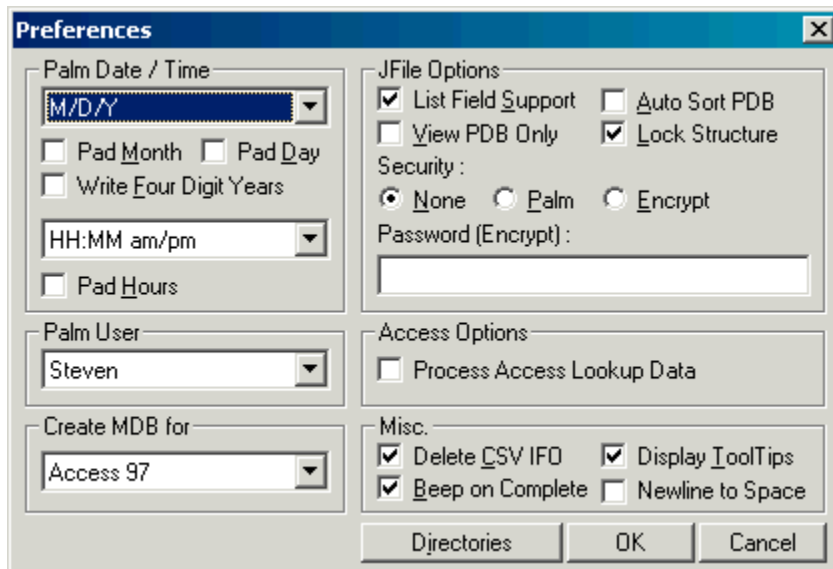 Preferences
Palm Date / Time
M/D/Y
Pad Month Pad Day
Write Four Digit Years
HH:MM am/pm
Pad Hours
Palm User
Steven
Create MDB for
Access 97
JFile Options
List Field Support Auto Sort PDB
View PDB Only Lock Structure
Security :
None Palm Encrypt
Password (Encrypt) :
Access Options
Process Access Lookup Data
Misc.
Delete CSV IFO Display ToolTips
Beep on Complete Newline to Space
Directories OK Cancel